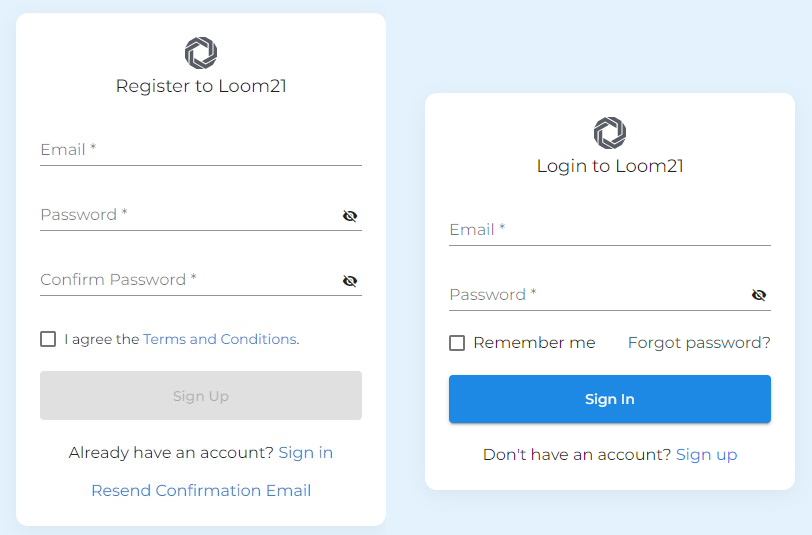 Register to Loom21
Email *
Password *
Confirm Password *
I agree the Terms and Conditions.
Sign Up
Already have an account? Sign in
Resend Confirmation Email
Login to Loom21
Email *
Password *
Remember me Forgot password?
Sign In
Don't have an account? Sign up